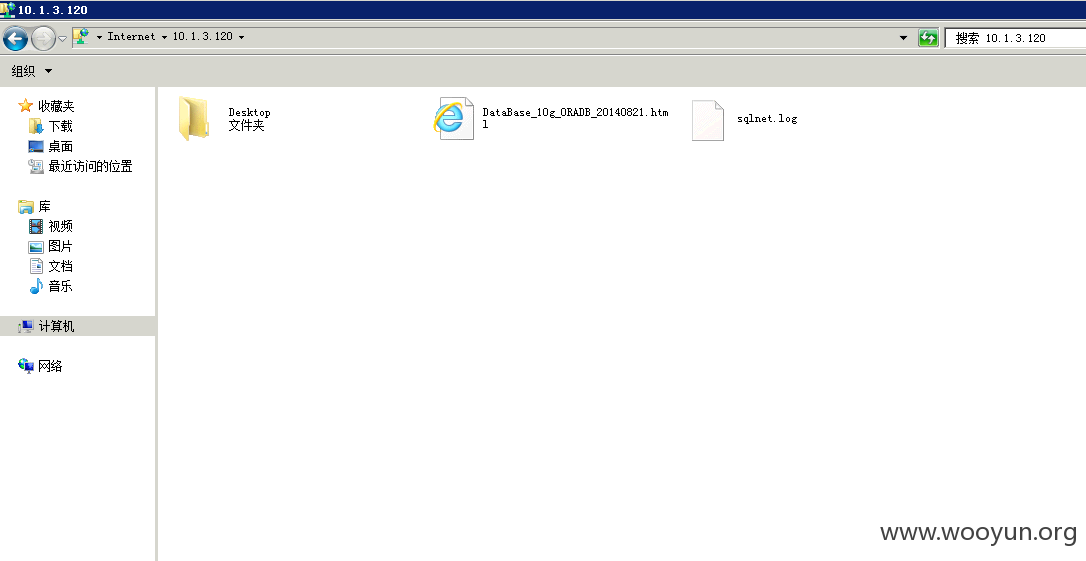 10.1.3.120
Internet 10.1.3.120
搜索 10.1.3.120
组织
收藏夹
下载
桌面
最近访问的位置
库
视频
图片
文档
音乐
计算机
网络
Desktop
文件夹
DataBase_10g_ORADB_20140821.htm
l
sqlnet.log
www.wooyun.org